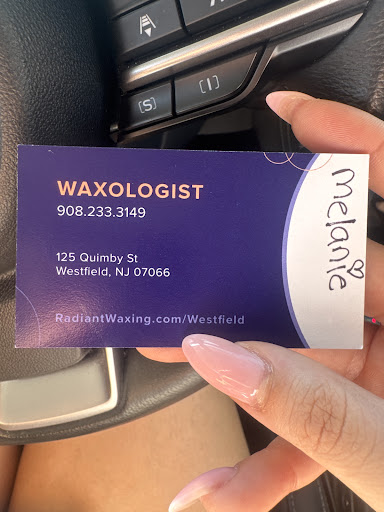 [S]
[I]
WAXOLOGIST
908.233.3149
125 Quimby St
Westfield, NJ 07066
RadiantWaxing.com/Westfield
melanie